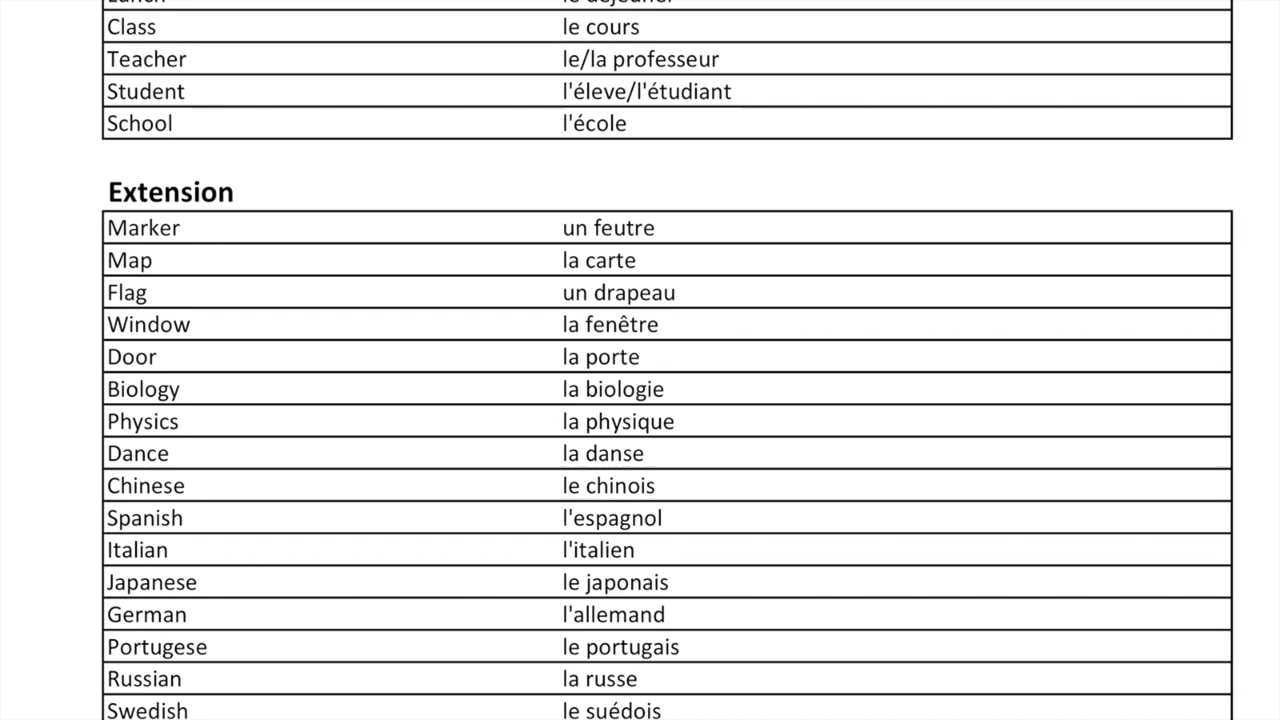 Lunch le déjeuner
Class le cours
Teacher le/la professeur
Student l'éleve/l'étudiant
School l'école
Extension
Marker un feutre
Map la carte
Flag un drapeau
Window la fenêtre
Door la porte
Biology la biologie
Physics la physique
Dance la danse
Chinese le chinois
Spanish l'espagnol
Italian l'italien
Japanese le japonais
German l'allemand
Portugese le portugais
Russian la russe
Swedish le suédois